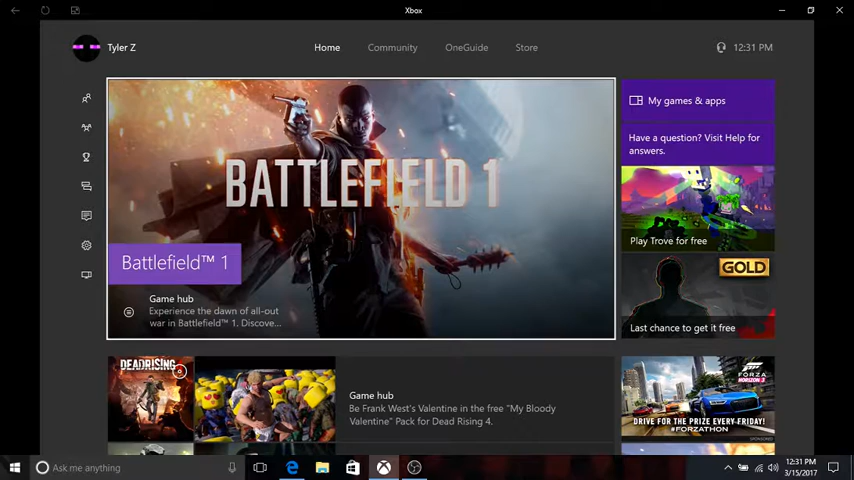 Xbox
Tyler Z
Home
Community
OneGuide
Store
12:31 PM
BATTLEFIELD 1
Battlefield™ 1
Game hub
Experience the dawn of all-out
war in Battlefield™ 1. Discove...
My games & apps
Have a question? Visit Help for
answers.
Play Trove for free
GOLD
Last chance to get it free
DEADRISING
Game hub
Be Frank West's Valentine in the free "My Bloody
Valentine" Pack for Dead Rising 4.
FORZA
HORIZON 3
DRIVE FOR THE PRIZE EVERY FRIDAY!
#FORZATHON
SPONSORED
Ask me anything
12:31 PM
3/15/2017